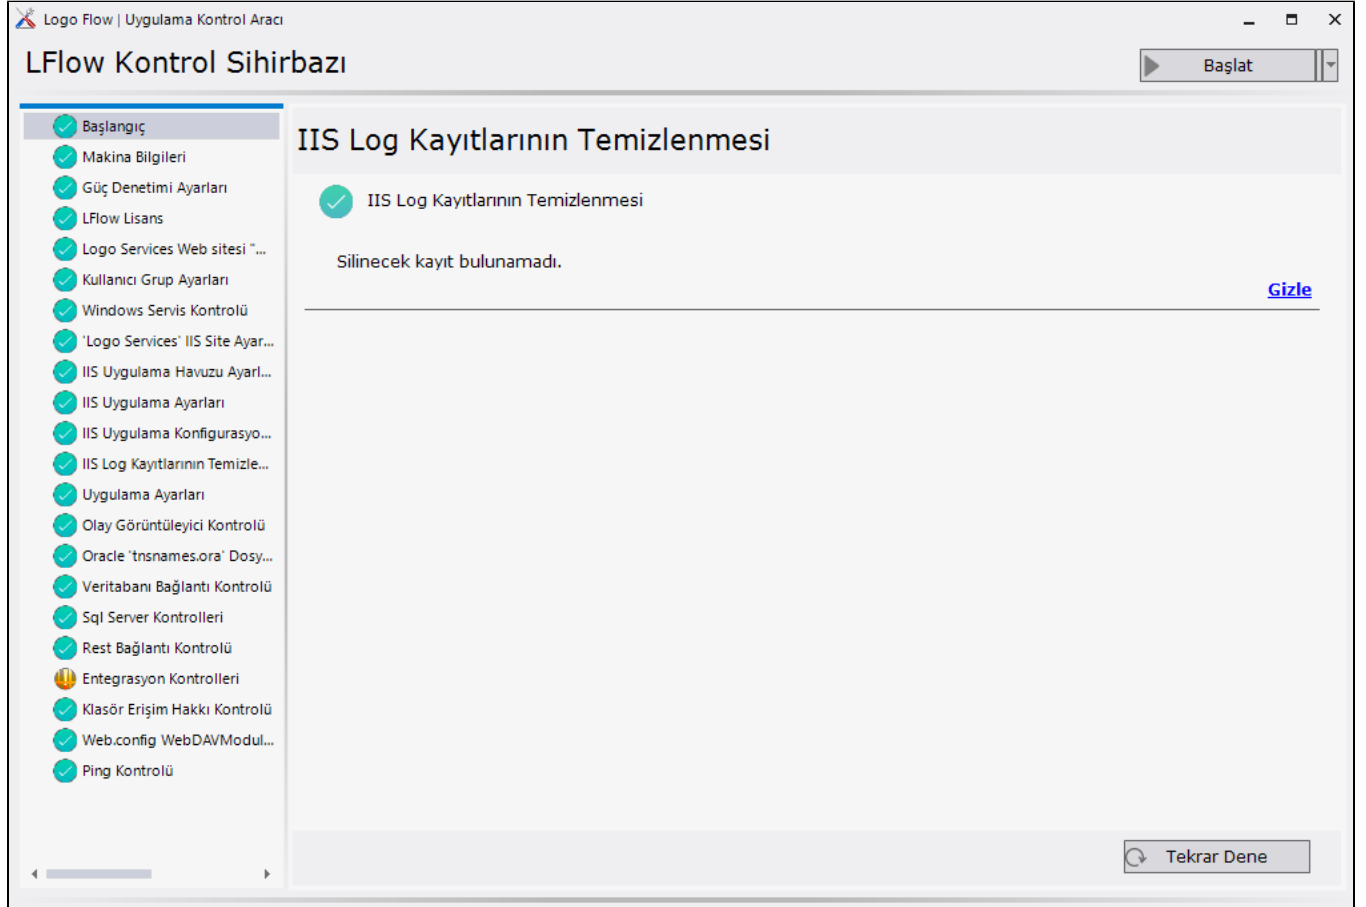 Logo Flow | Uygulama Kontrol Aracı
LFlow Kontrol Sihirbazı
Başlat
Başlangıç
Makina Bilgileri
Güç Denetimi Ayarları
LFlow Lisans
Logo Services Web sitesi "...
Kullanıcı Grup Ayarları
Windows Servis Kontrolü
'Logo Services' IIS Site Ayar...
IIS Uygulama Havuzu Ayarl...
IIS Uygulama Ayarları
IIS Uygulama Konfigurasyo...
IIS Log Kayıtlarının Temizle...
Uygulama Ayarları
Olay Görüntüleyici Kontrolü
Oracle 'tnsnames.ora' Dosy...
Veritabanı Bağlantı Kontrolü
Sql Server Kontrolleri
Rest Bağlantı Kontrolü
Entegrasyon Kontrolleri
Klasör Erişim Hakkı Kontrolü
Web.config WebDAVModul...
Ping Kontrolü
IIS Log Kayıtlarının Temizlenmesi
IIS Log Kayıtlarının Temizlenmesi
Silinecek kayıt bulunamadı.
Gizle
Tekrar Dene